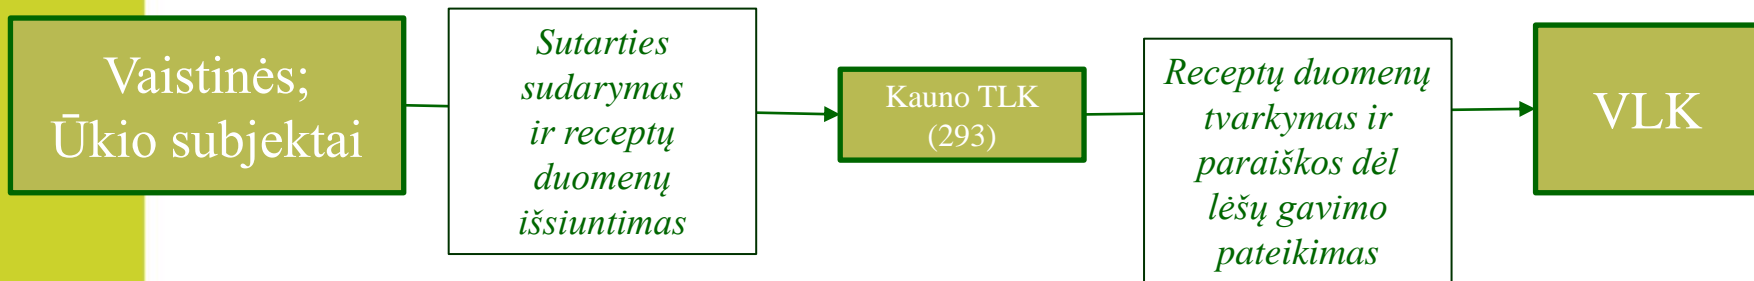 Vaistinės;
Ūkio subjektai
Sutarties
sudarymas
ir receptų
duomenų
išsiuntimas
Kauno TLK
(293)
Receptų duomenų
tvarkymas ir
paraiškos dėl
lėšų gavimo
pateikimas
VLK